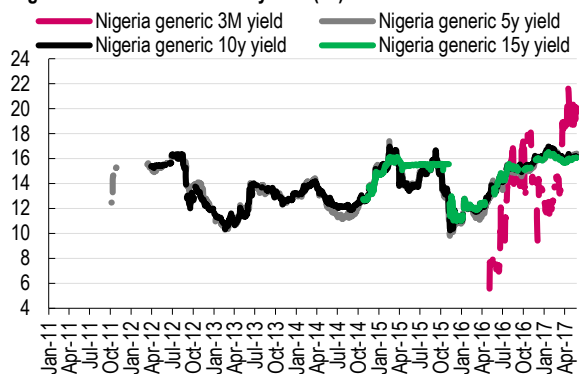 Nigeria generic 3M yield
Nigeria generic 5y yield
Nigeria generic 10y yield
Nigeria generic 15y yield
24
22
20
18
16
14
12
10
8
6
4
Jan-11
Apr-11
Jul-11
Oct-11
Jan-12
Apr-12
Jul-12
Oct-12
Jan-13
Apr-13
Jul-13
Oct-13
Jan-14
Apr-14
Jul-14
Oct-14
Jan-15
Apr-15
Jul-15
Oct-15
Jan-16
Apr-16
Jul-16
Oct-16
Jan-17
Apr-17